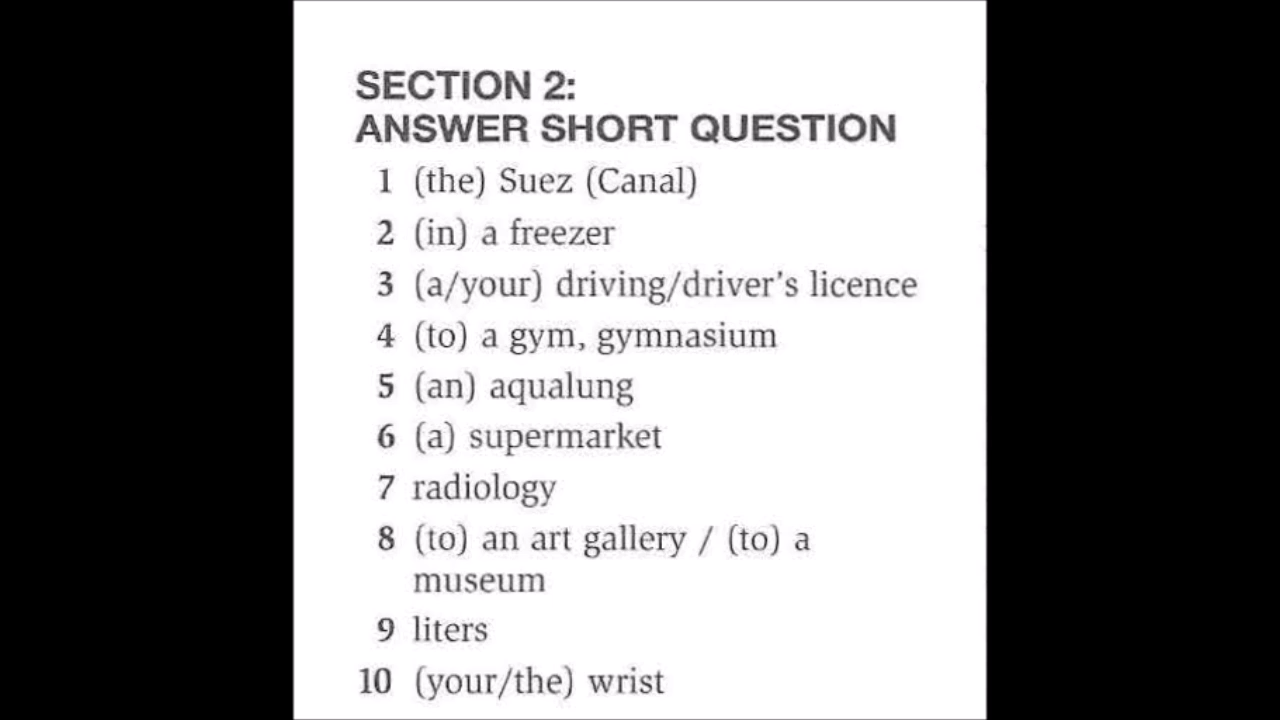 SECTION 2:
ANSWER SHORT QUESTION
1 (the) Suez (Canal)
2 (in) a freezer
3 (a/your) driving/driver's licence
4 (to) a gym, gymnasium
5 (an) aqualung
6 (a) supermarket
7 radiology
8 (to) an art gallery / (to) a
museum
9 liters
10 (your/the) wrist